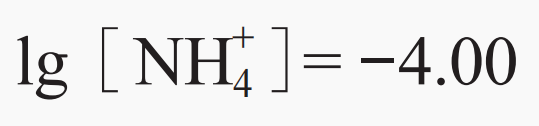 lg [NH₄⁺] = −4.00